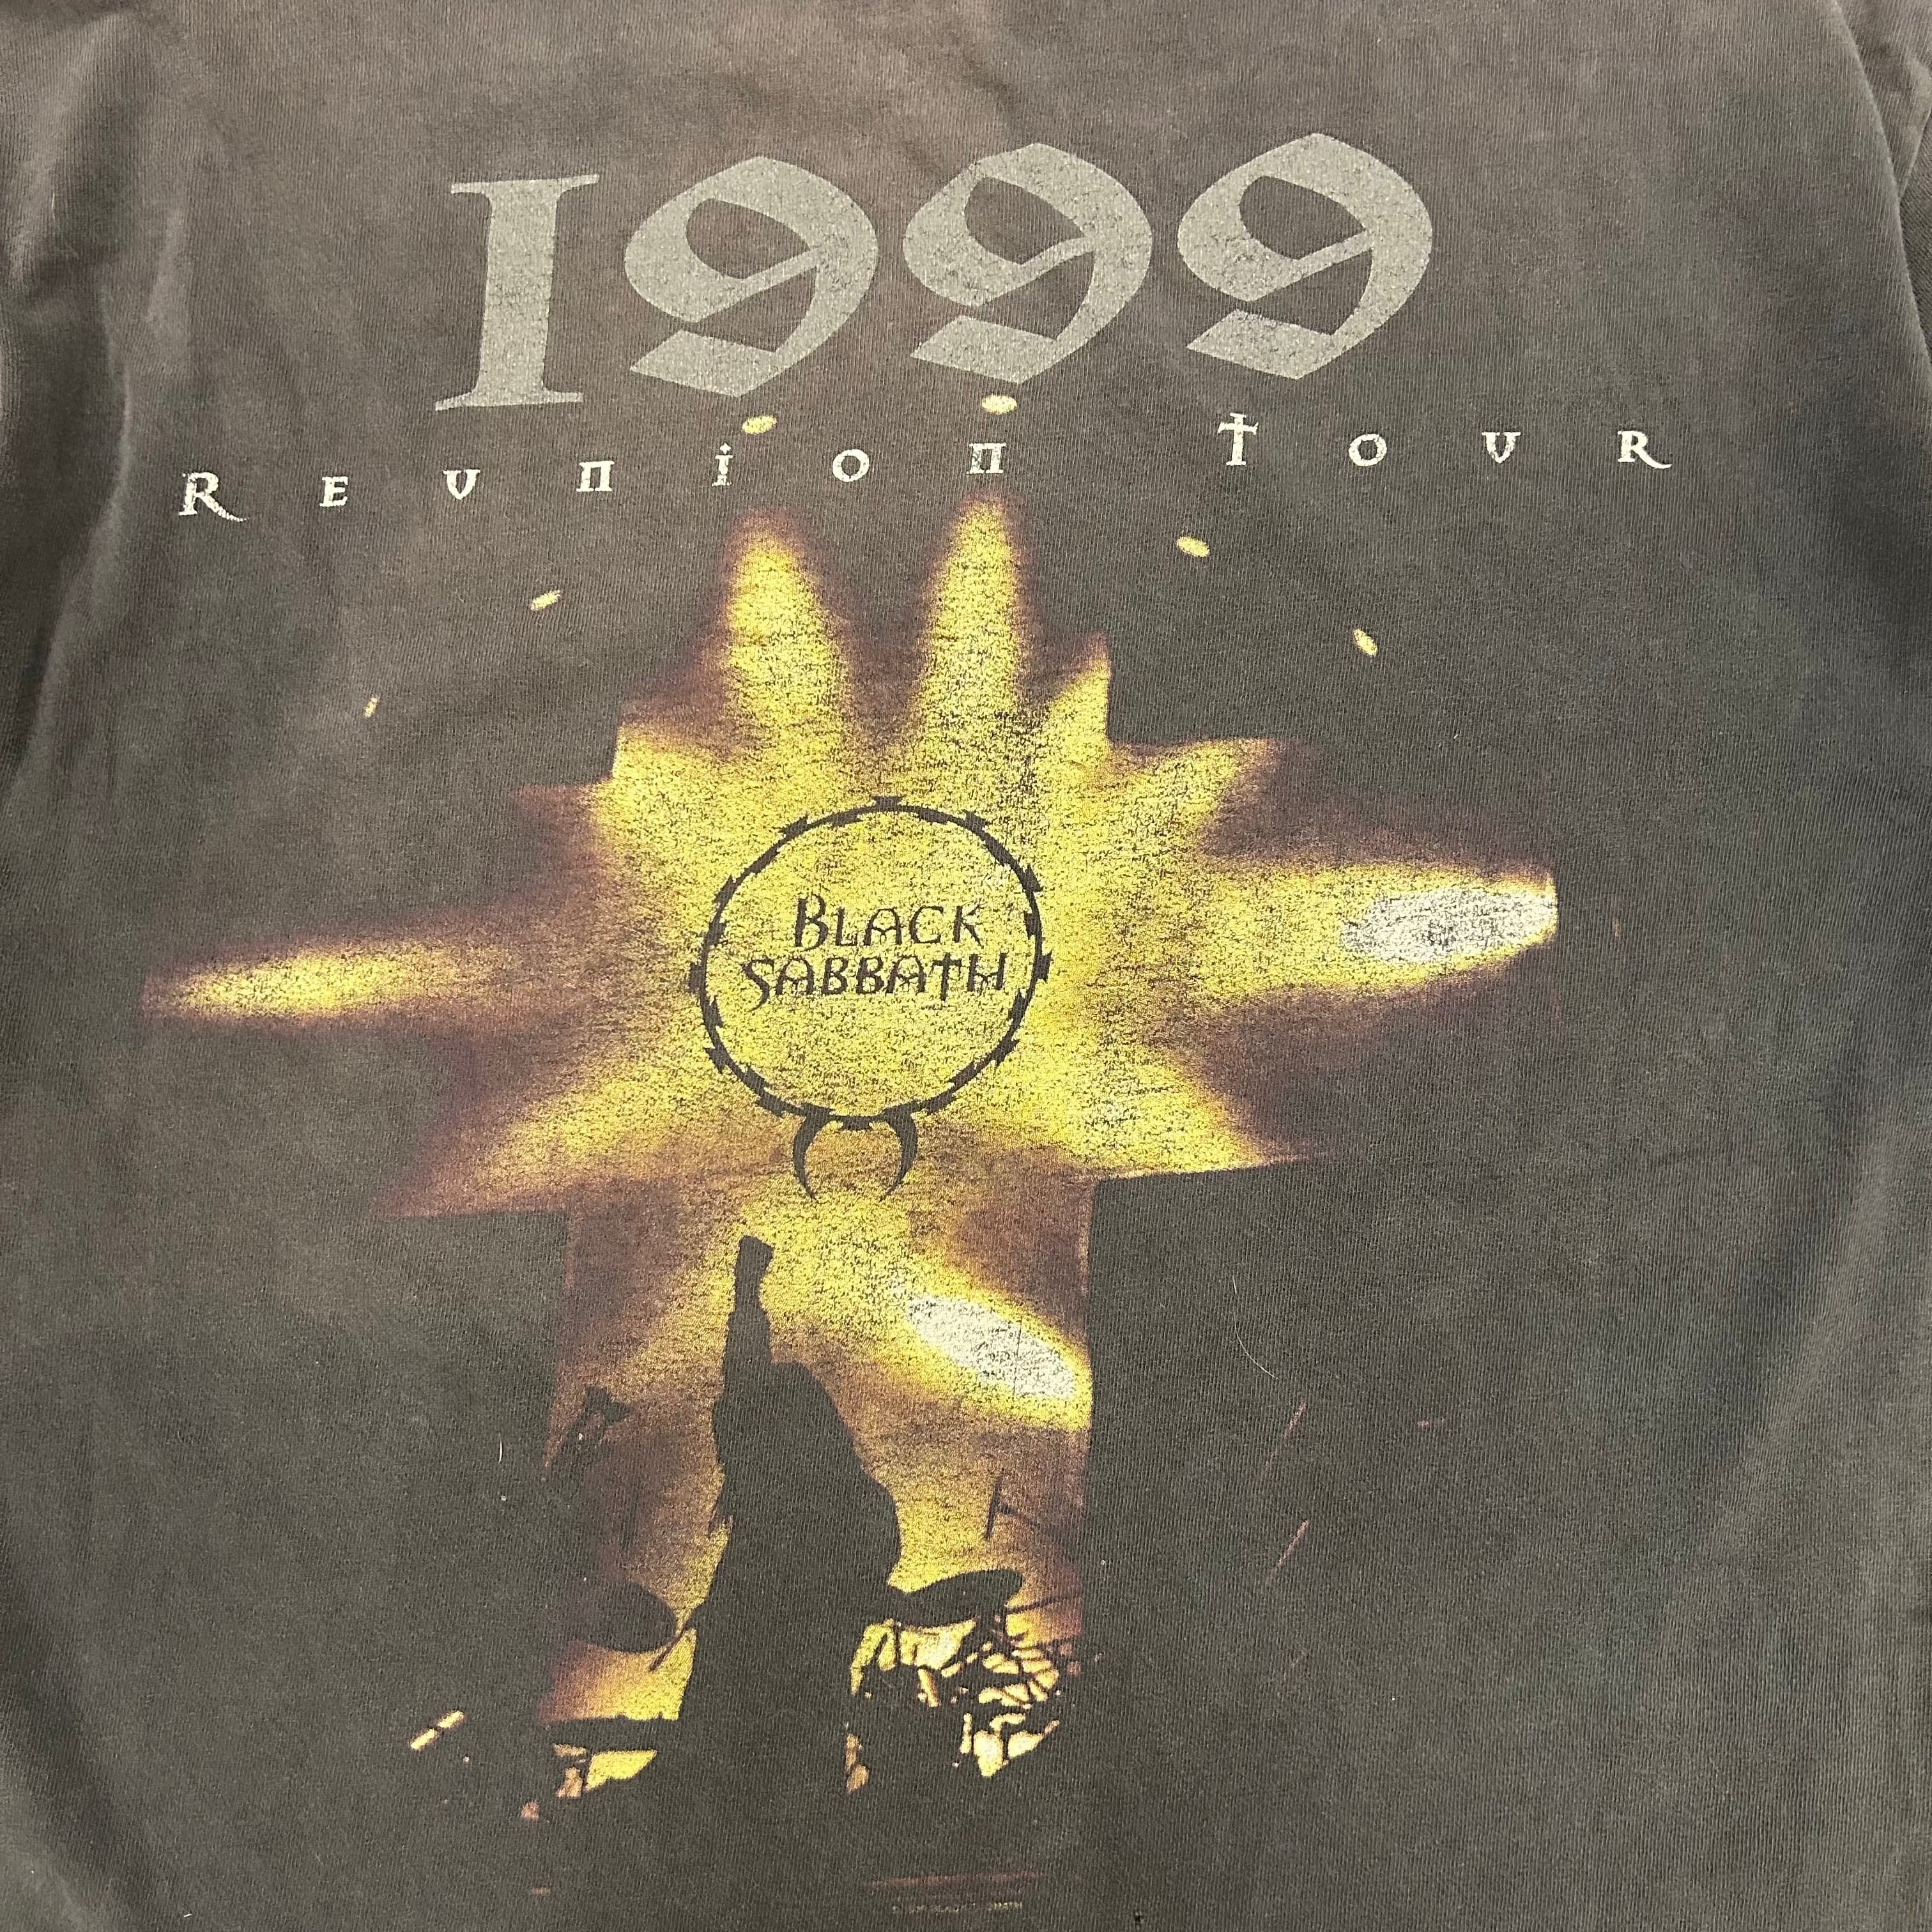 1999
Reunion Tour
BLACK
SABBATH